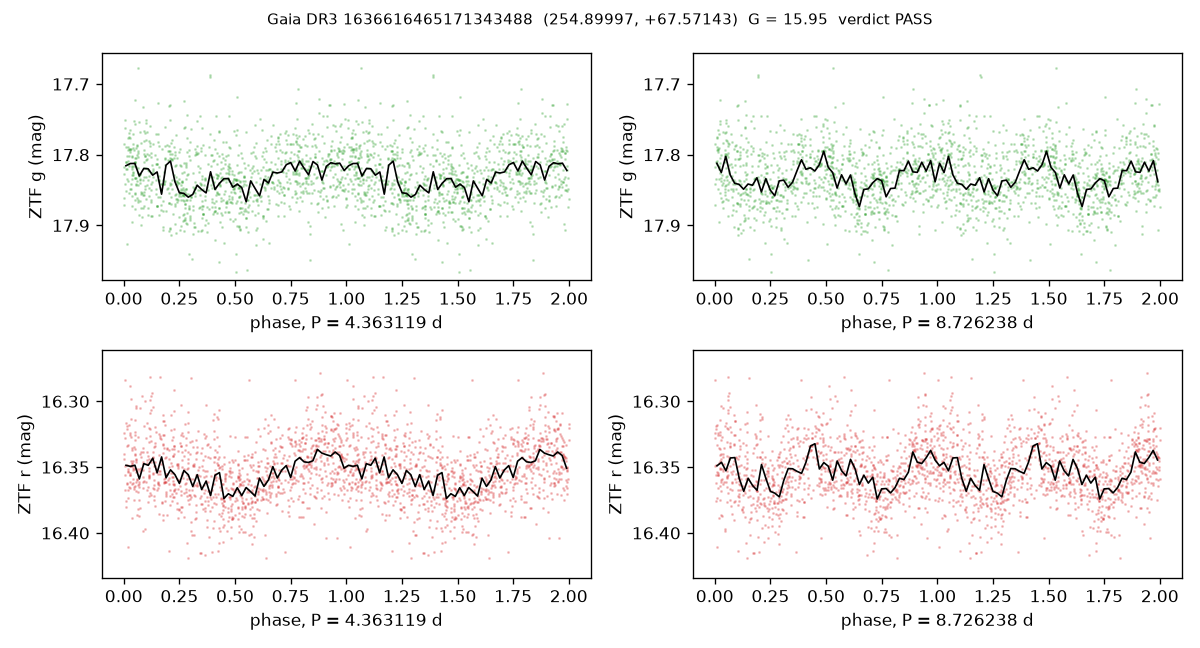 Gaia DR3 1636616465171343488  (254.89997, +67.57143)  G = 15.95  verdict PASS
ZTF g (mag)
17.7
17.8
17.9
0.00 0.25 0.50 0.75 1.00 1.25 1.50 1.75 2.00
phase, P = 4.363119 d
ZTF g (mag)
17.7
17.8
17.9
0.00 0.25 0.50 0.75 1.00 1.25 1.50 1.75 2.00
phase, P = 8.726238 d
ZTF r (mag)
16.30
16.35
16.40
0.00 0.25 0.50 0.75 1.00 1.25 1.50 1.75 2.00
phase, P = 4.363119 d
ZTF r (mag)
16.30
16.35
16.40
0.00 0.25 0.50 0.75 1.00 1.25 1.50 1.75 2.00
phase, P = 8.726238 d